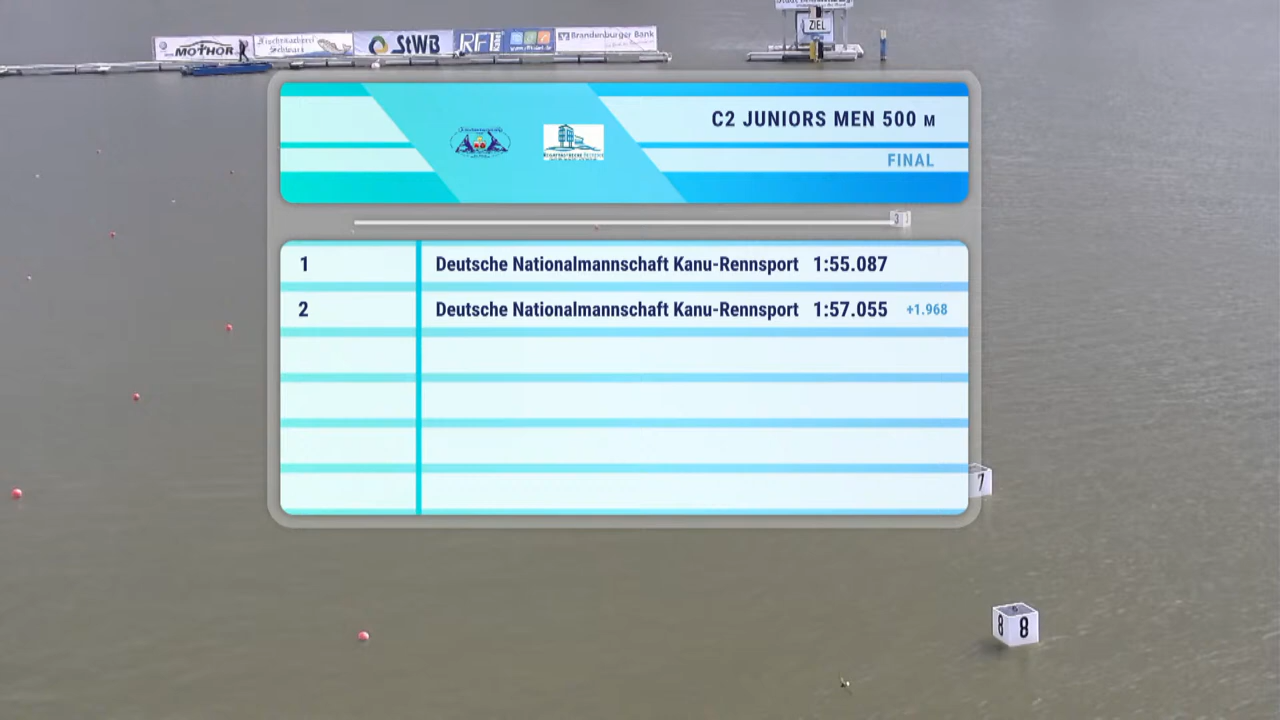 ZIEL
MOTHOR
StWB
RFT
Brandenburger Bank
C2 JUNIORS MEN 500 M
FINAL
3
1 Deutsche Nationalmannschaft Kanu-Rennsport 1:55.087
2 Deutsche Nationalmannschaft Kanu-Rennsport 1:57.055 +1.968
7
8 8